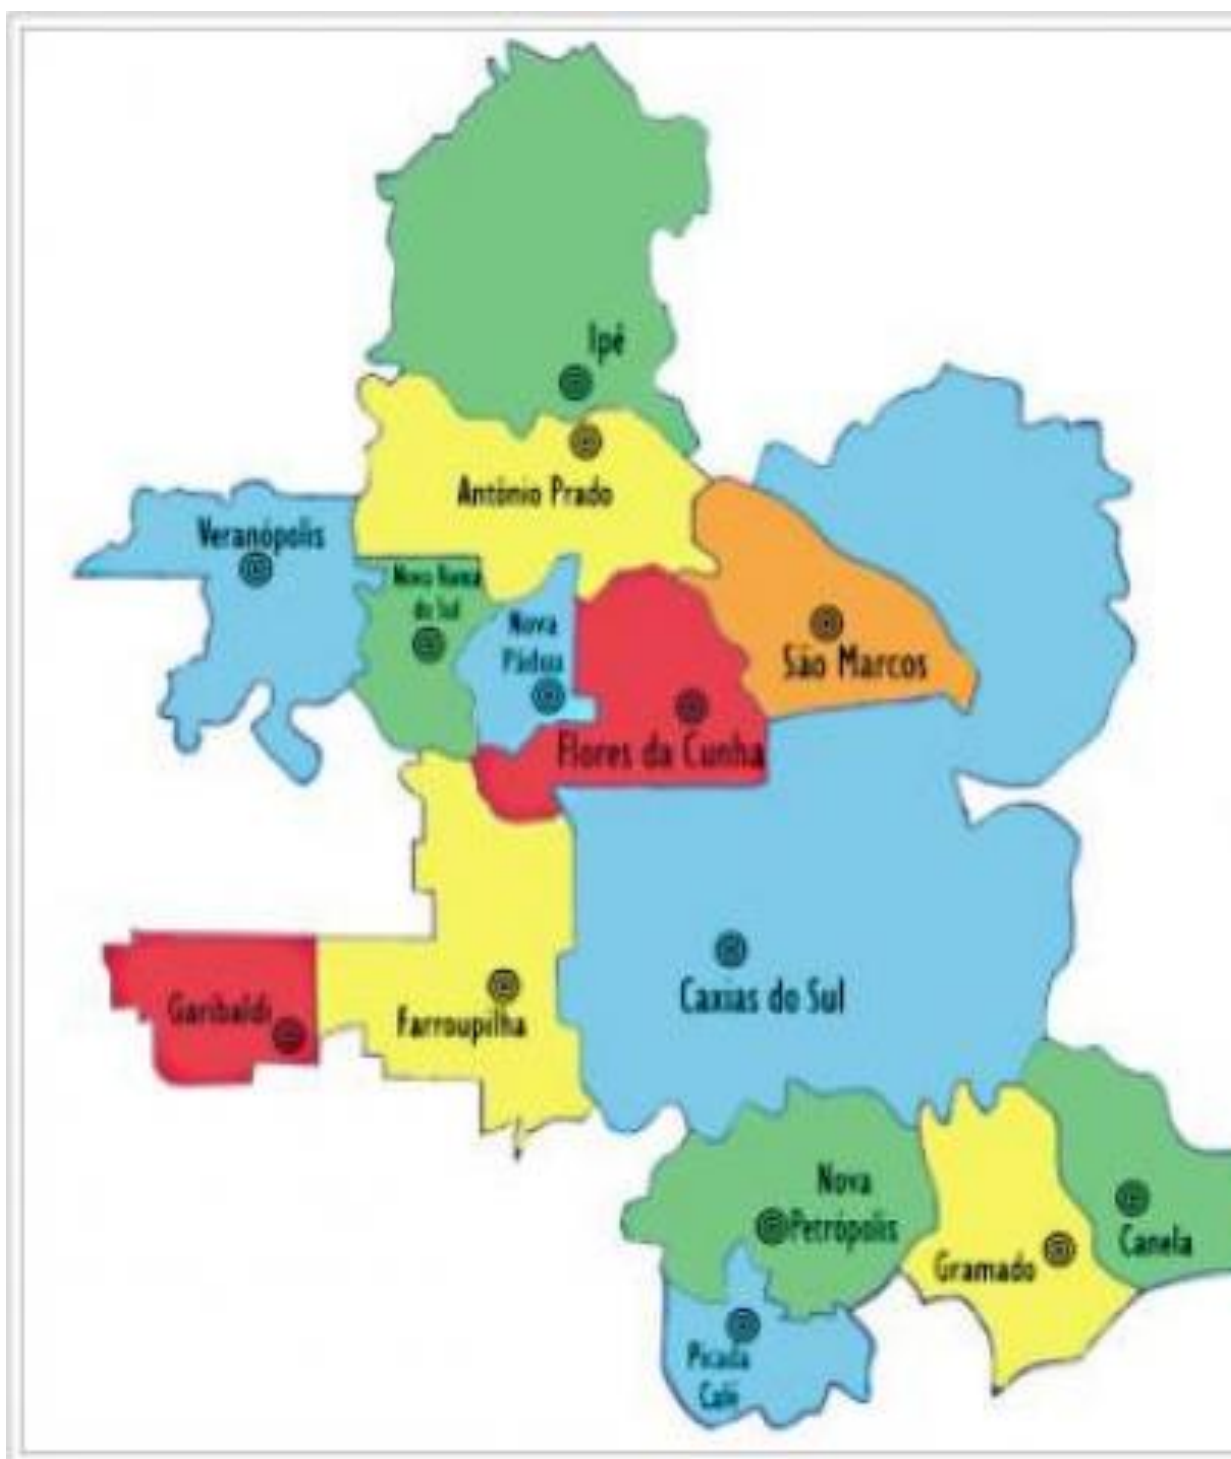 Ipê
Antônio Prado
Veranópolis
Nova Roma
do Sul
Nova
Pádua
São Marcos
Flores da Cunha
Caxias do Sul
Garibaldi
Farroupilha
Nova
Petrópolis
Canela
Gramado
Picada
Café